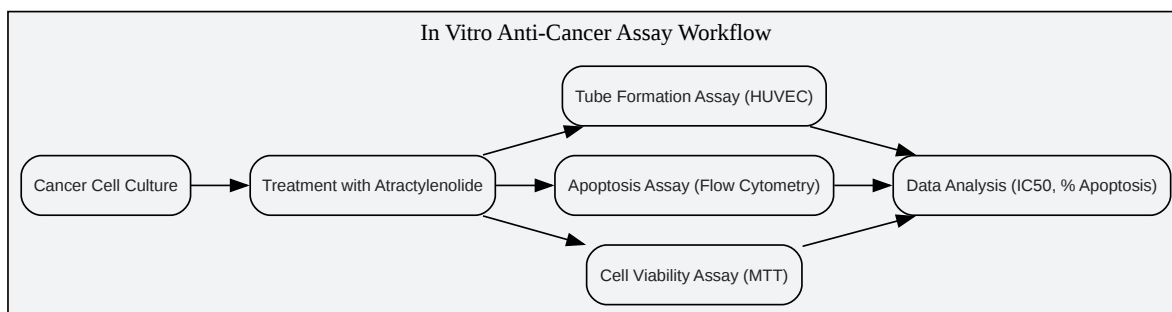 In Vitro Anti-Cancer Assay Workflow
Tube Formation Assay (HUVEC)
Cancer Cell Culture
Treatment with Atractylenolide
Apoptosis Assay (Flow Cytometry)
Data Analysis (IC50, % Apoptosis)
Cell Viability Assay (MTT)